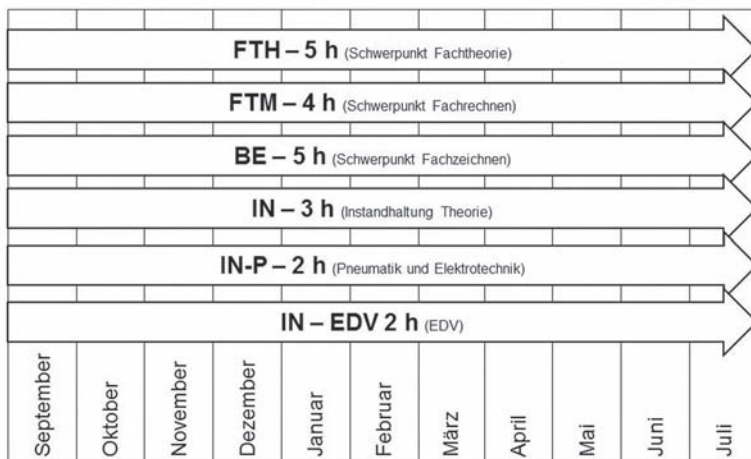 FTH – 5 h (Schwerpunkt Fachtheorie)
FTM – 4 h (Schwerpunkt Fachrechnen)
BE – 5 h (Schwerpunkt Fachzeichnen)
IN – 3 h (Instandhaltung Theorie)
IN-P – 2 h (Pneumatik und Elektrotechnik)
IN – EDV 2 h (EDV)
September
Oktober
November
Dezember
Januar
Februar
März
April
Mai
Juni
Juli